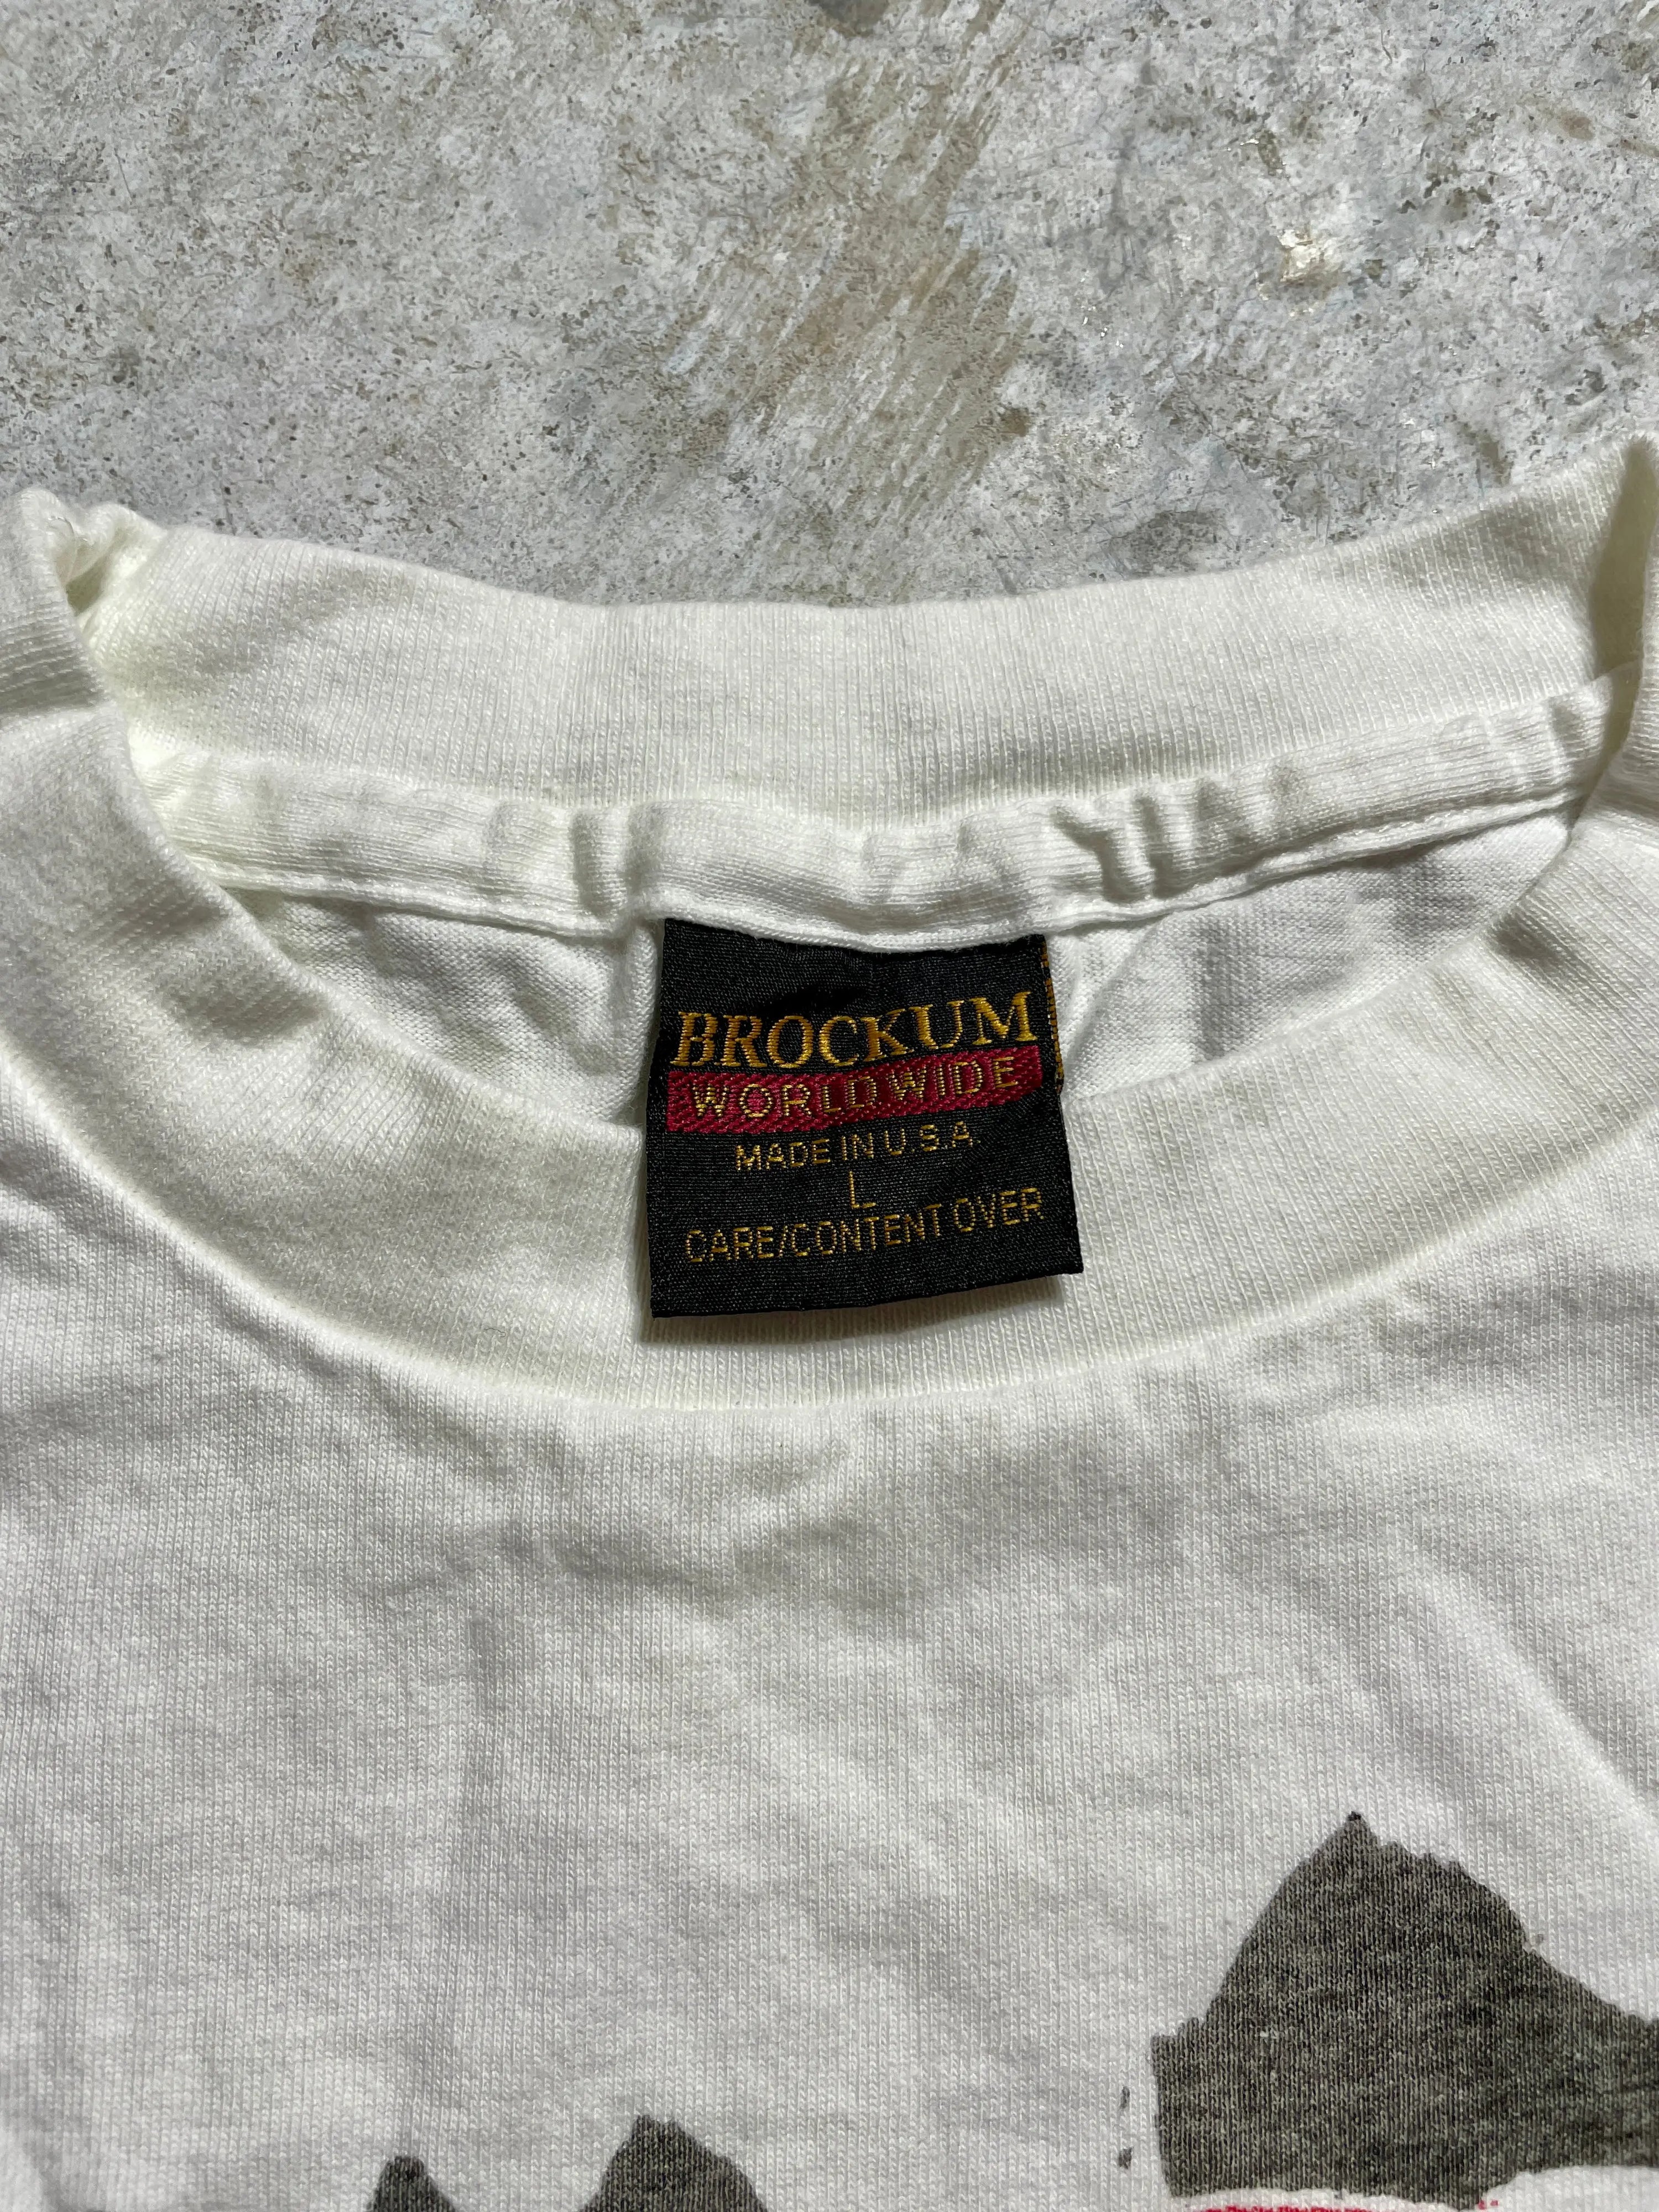 BROCKUM
WORLDWIDE
MADE IN U.S.A.
L
CARE/CONTENT OVER